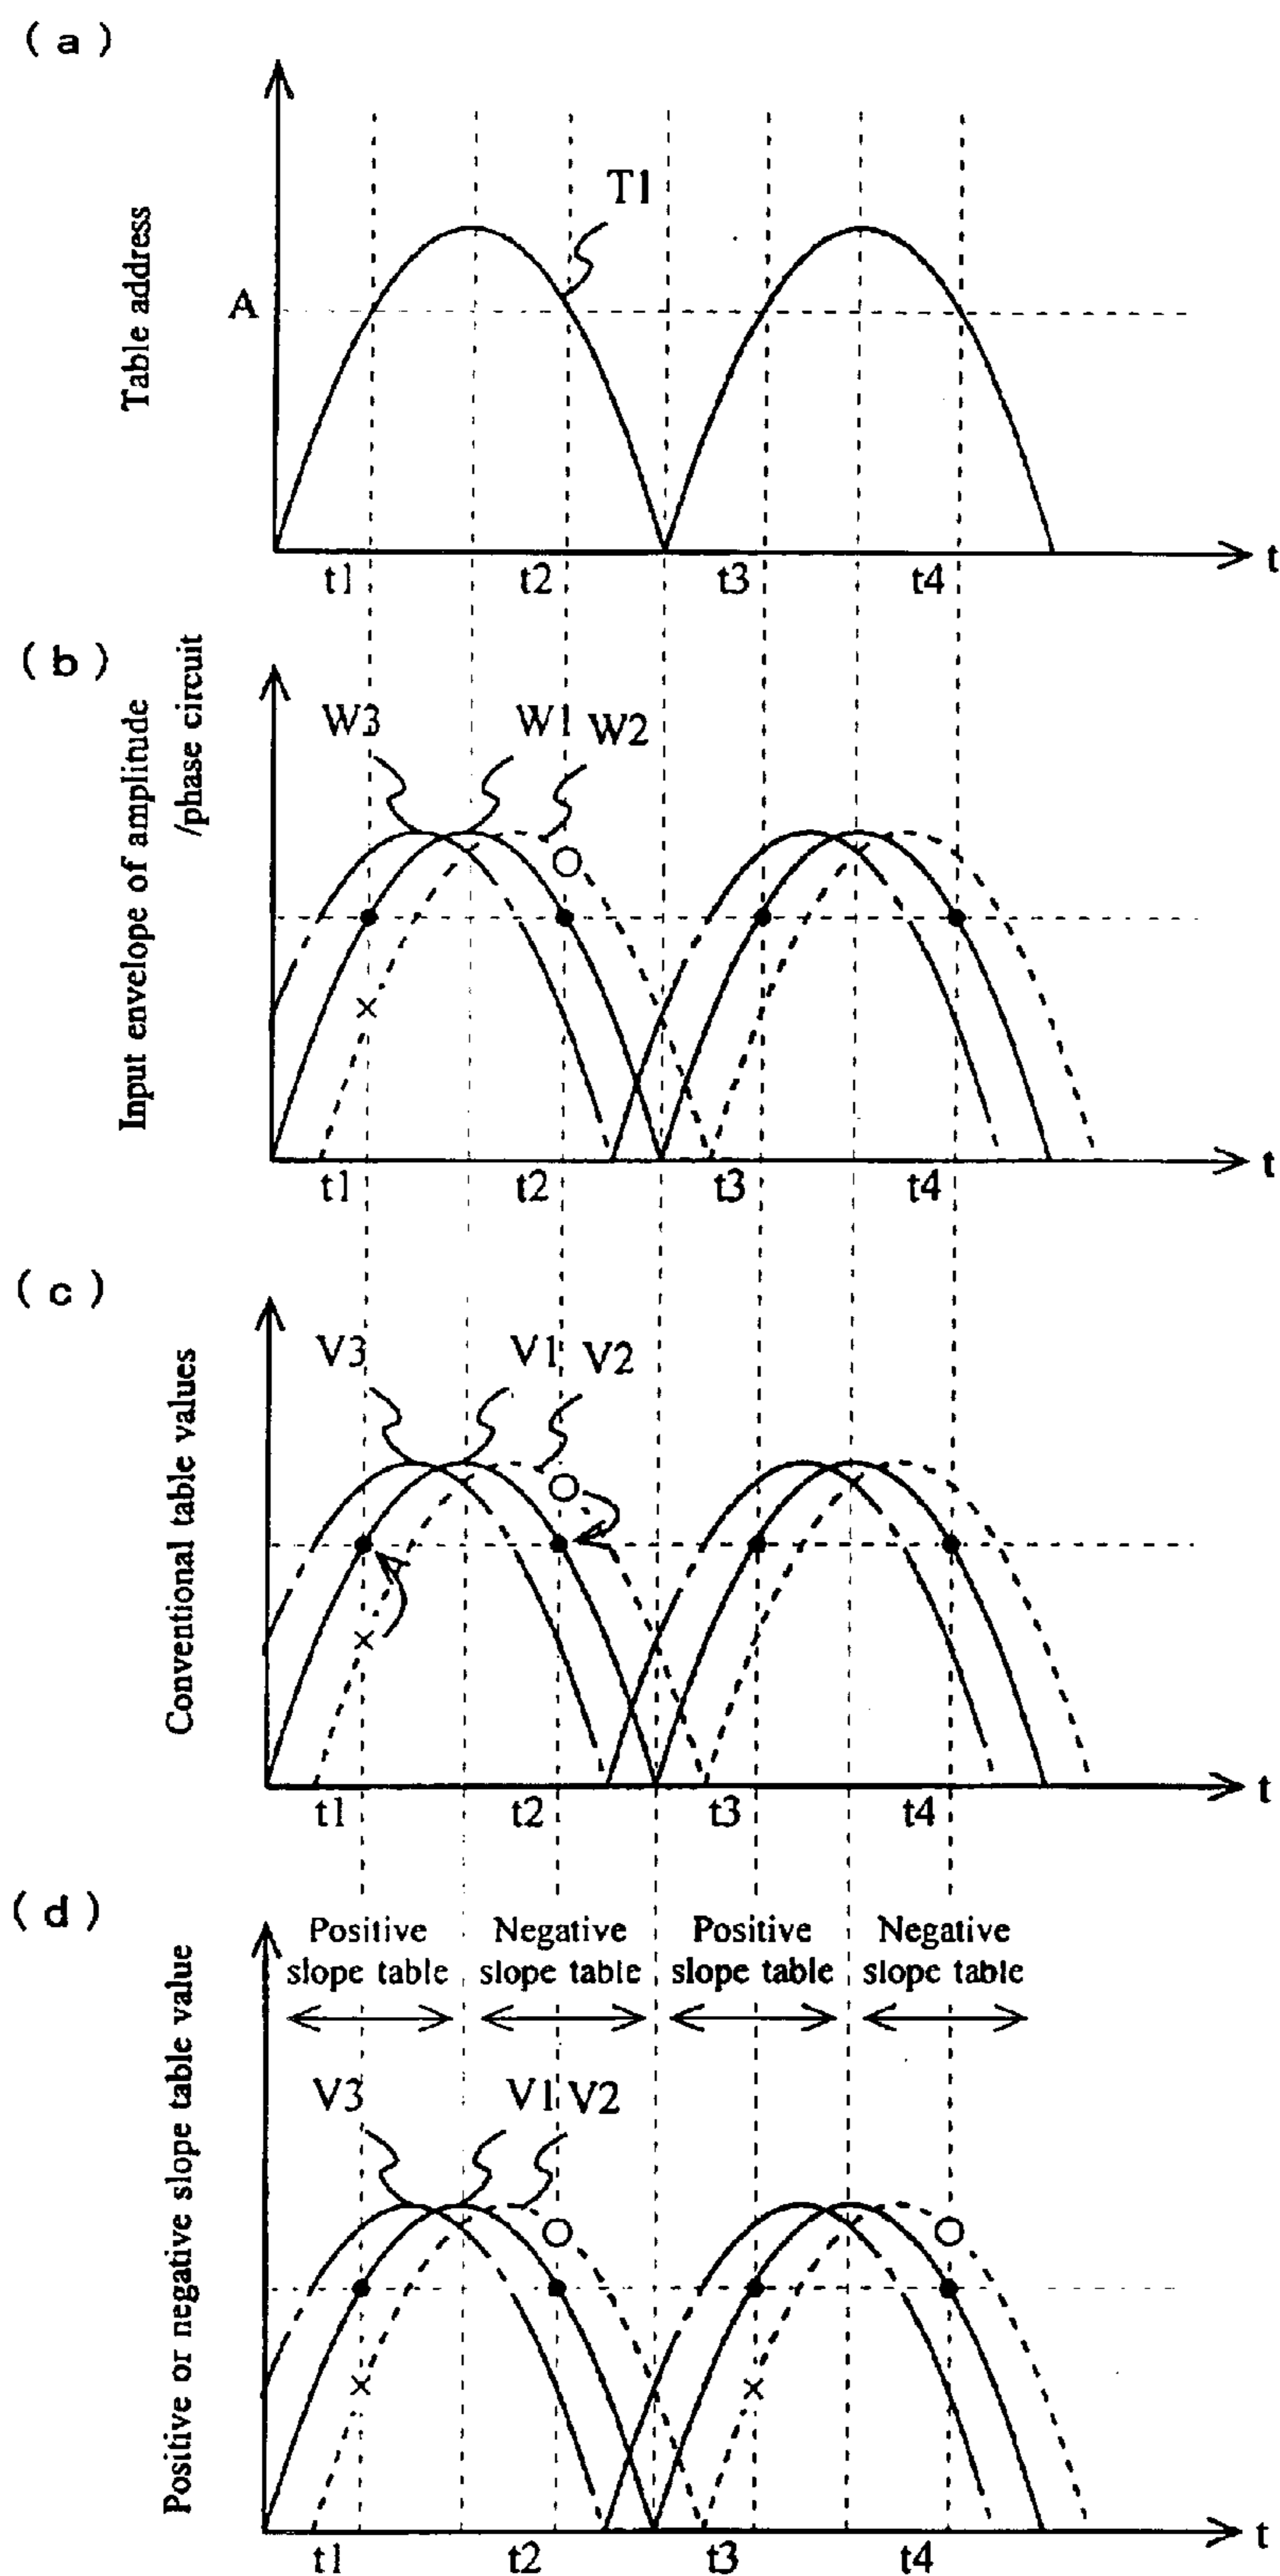 (a)
Table address
A
T1
t
t1
t2
t3
t4
(b)
Input envelope of amplitude
/phase circuit
W3
W1
W2
t
t1
t2
t3
t4
(c)
Conventional table values
V3
V1
V2
t
t1
t2
t3
t4
(d)
Positive or negative slope table value
Positive
slope table
Negative
slope table
Positive
slope table
Negative
slope table
V3
V1
V2
t
t1
t2
t3
t4